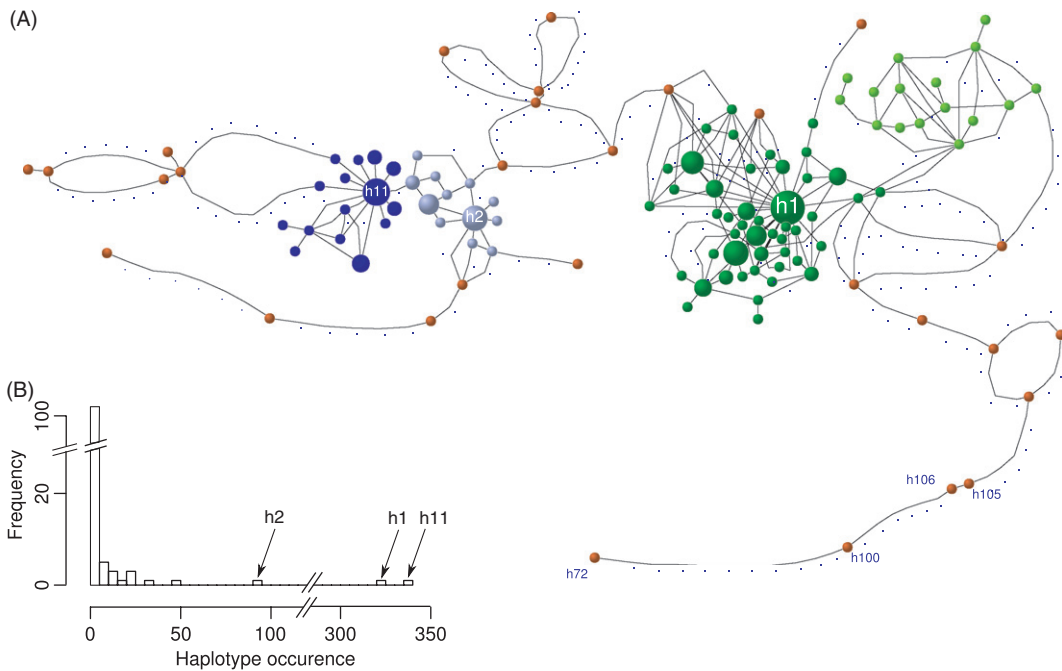 (A)
h11
h2
h1
h106
h105
h100
h72
(B)
Frequency
100
20
0
h2
h1
h11
0
50
100
300
350
Haplotype occurence